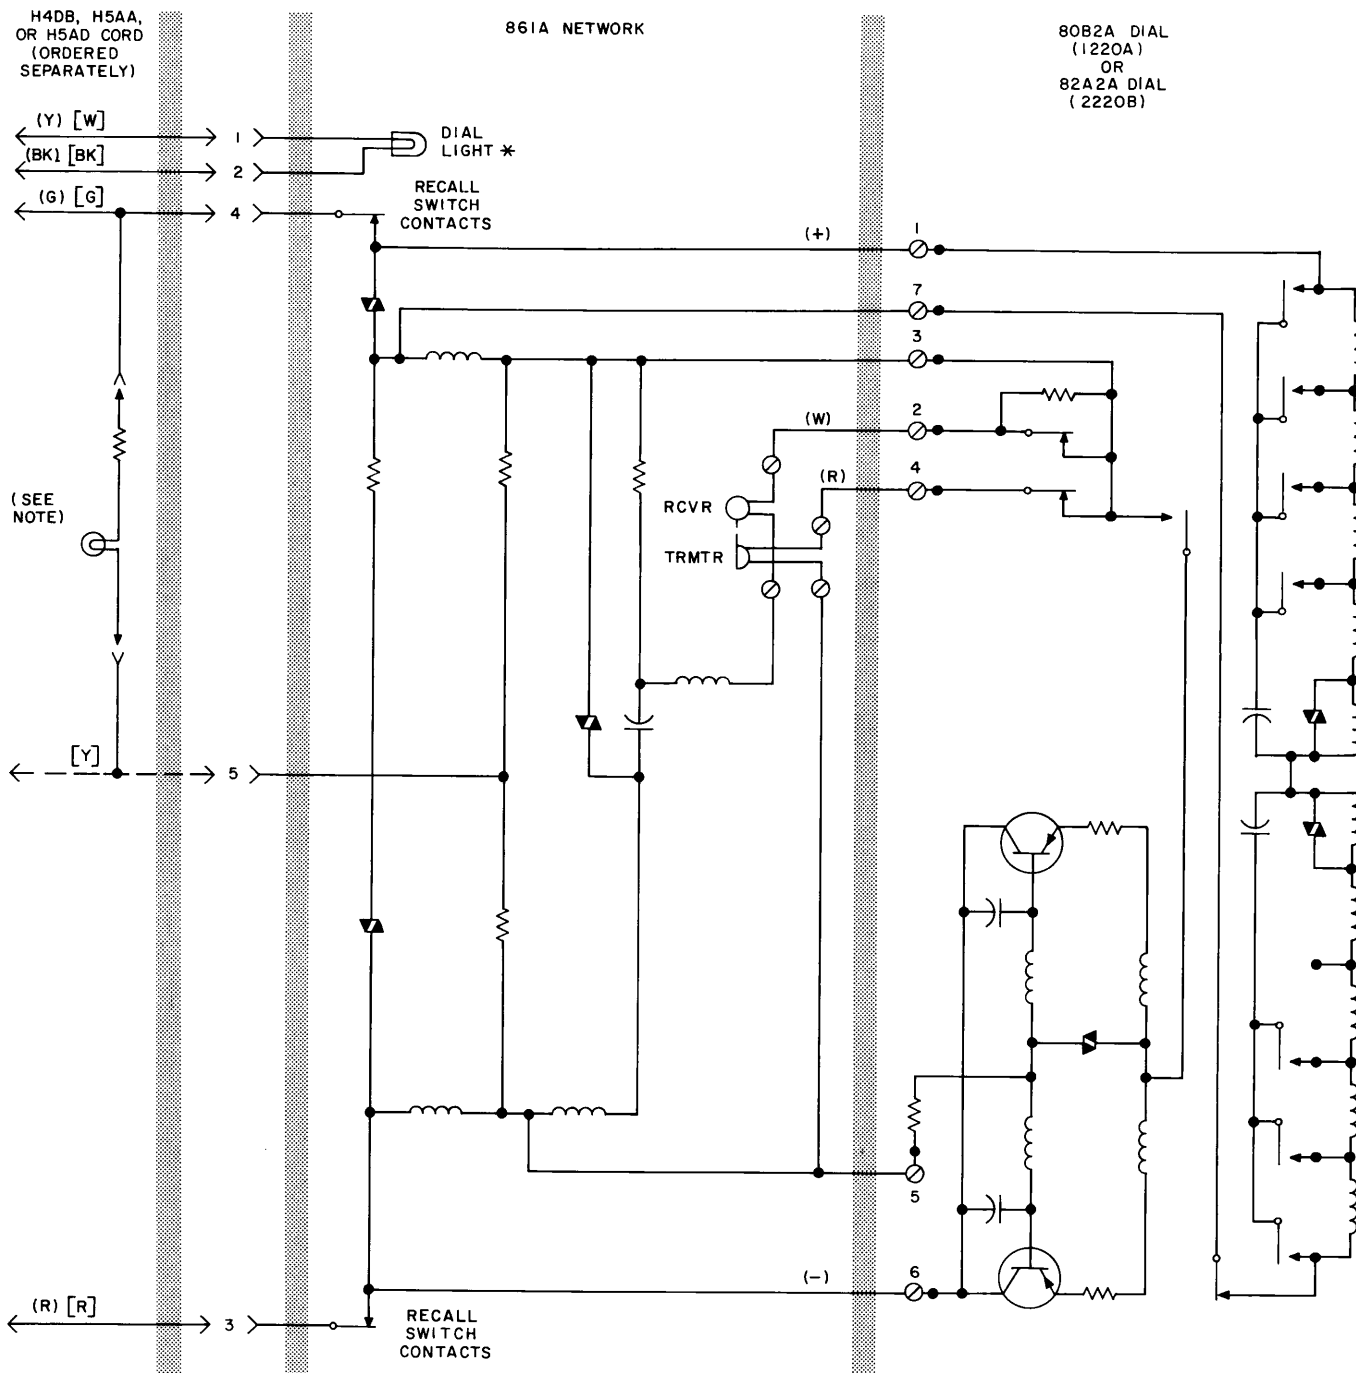 H4DB, H5AA,
OR H5AD CORD
(ORDERED
SEPARATELY)
861A NETWORK
80B2A DIAL
(1220A)
OR
82A2A DIAL
(2220B)
(Y) [W]
1
DIAL
LIGHT *
(BK) [BK]
2
(G) [G]
4
RECALL
SWITCH
CONTACTS
(+)
1
7
3
(W)
2
(R)
4
(SEE
NOTE)
RCVR
TRMTR
[Y]
5
5
(-)
6
(R) [R]
3
RECALL
SWITCH
CONTACTS